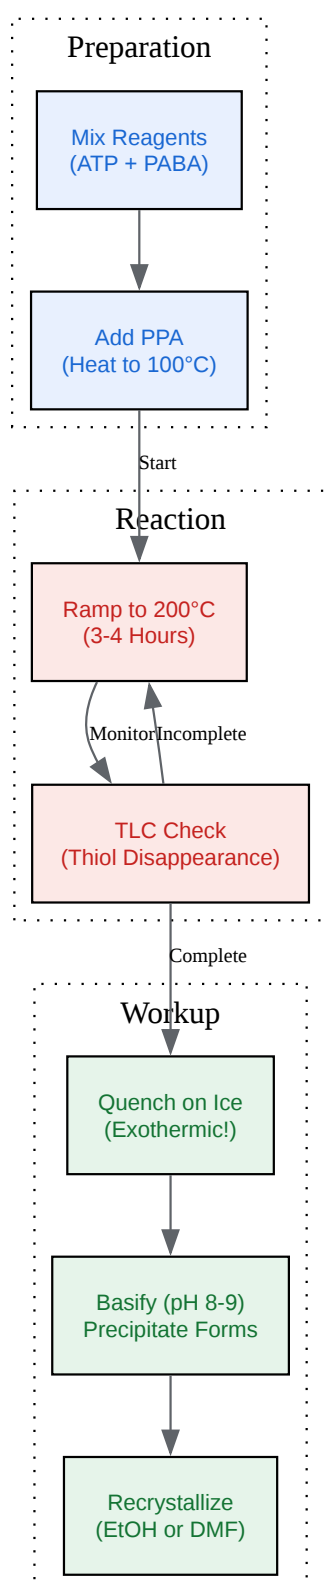 Preparation
Mix Reagents
(ATP + PABA)
Add PPA
(Heat to 100°C)
Start
Reaction
Ramp to 200°C
(3-4 Hours)
Monitor
Incomplete
TLC Check
(Thiol Disappearance)
Complete
Workup
Quench on Ice
(Exothermic!)
Basify (pH 8-9)
Precipitate Forms
Recrystallize
(EtOH or DMF)